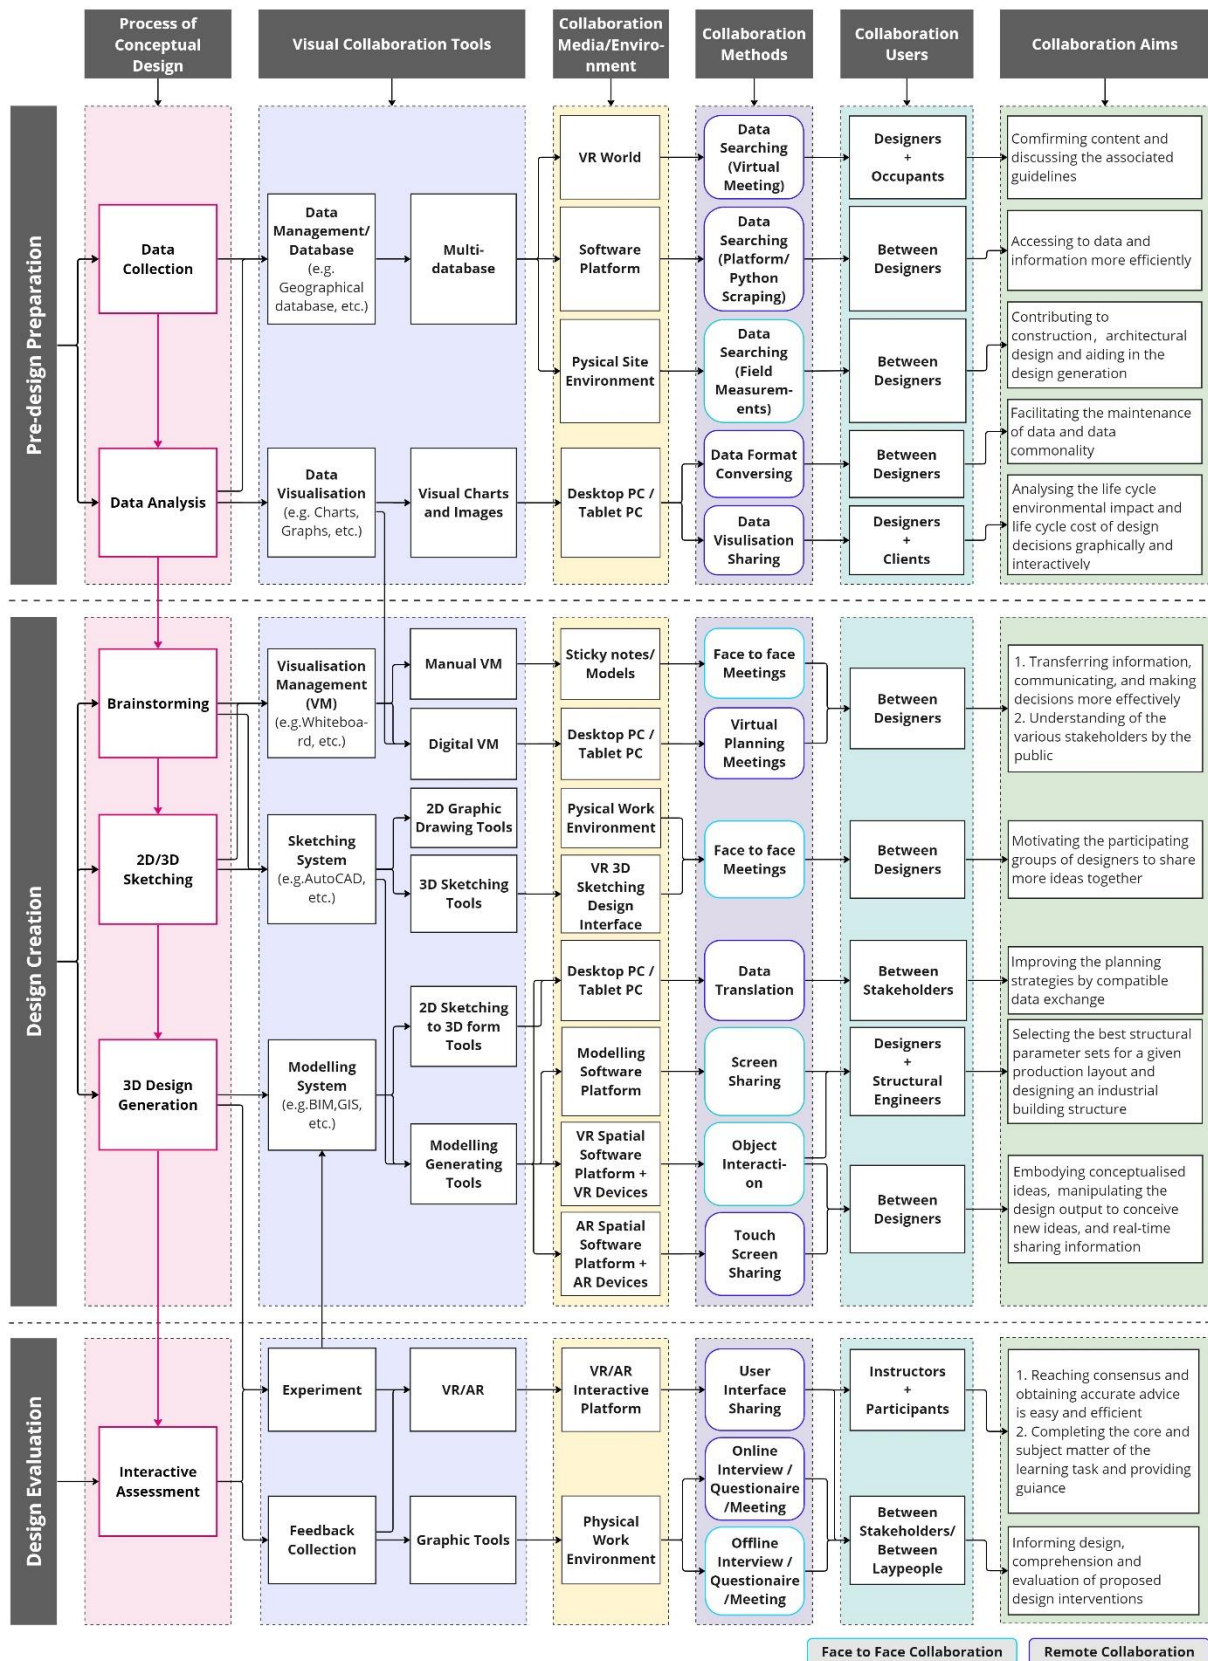 Process of
Conceptual
Design
Visual Collaboration Tools
Collaboration
Media/Enviro-
nment
Collaboration
Methods
Collaboration
Users
Collaboration Aims
Pre-design Preparation
Data
Collection
Data Analysis
Data
Management/
Database
(e.g.
Geographical
database, etc.)
Multi-
database
Data
Visualisation
(e.g. Charts,
Graphs, etc.)
Visual Charts
and Images
VR World
Software
Platform
Pysical Site
Environment
Desktop PC /
Tablet PC
Data
Searching
(Virtual
Meeting)
Data
Searching
(Platform/
Python
Scraping)
Data
Searching
(Field
Measurem-
ents)
Data Format
Conversing
Data
Visulisation
Sharing
Designers
+
Occupants
Between
Designers
Between
Designers
Between
Designers
Designers
+
Clients
Comfirming content and
discussing the associated
guidelines
Accessing to data and
information more efficiently
Contributing to
construction, architectural
design and aiding in the
design generation
Facilitating the maintenance
of data and data
commonality
Analysing the life cycle
environmental impact and
life cycle cost of design
decisions graphically and
interactively
Design Creation
Brainstorming
2D/3D
Sketching
3D Design
Generation
Visualisation
Management
(VM)
(e.g.Whiteboa-
rd, etc.)
Manual VM
Digital VM
Sketching
System
(e.g.AutoCAD,
etc.)
2D Graphic
Drawing Tools
3D Sketching
Tools
Modelling
System
(e.g.BIM,GIS,
etc.)
2D Sketching
to 3D form
Tools
Modelling
Generating
Tools
Sticky notes/
Models
Desktop PC /
Tablet PC
Pysical Work
Environment
VR 3D
Sketching
Design
Interface
Desktop PC /
Tablet PC
Modelling
Software
Platform
VR Spatial
Software
Platform +
VR Devices
AR Spatial
Software
Platform +
AR Devices
Face to face
Meetings
Virtual
Planning
Meetings
Face to face
Meetings
Data
Translation
Screen
Sharing
Object
Interacti-
on
Touch
Screen
Sharing
Between
Designers
Between
Designers
Between
Stakeholders
Designers
+
Structural
Engineers
Between
Designers
1. Transferring information,
communicating, and making
decisions more effectively
2. Understanding of the
various stakeholders by the
public
Motivating the participating
groups of designers to share
more ideas together
Improving the planning
strategies by compatible
data exchange
Selecting the best structural
parameter sets for a given
production layout and
designing an industrial
building structure
Embodying conceptualised
ideas, manipulating the
design output to conceive
new ideas, and real-time
sharing information
Design Evaluation
Interactive
Assessment
Experiment
VR/AR
Feedback
Collection
Graphic Tools
VR/AR
Interactive
Platform
Physical
Work
Environment
User
Interface
Sharing
Online
Interview /
Questionaire
/Meeting
Offline
Interview /
Questionaire
/Meeting
Instructors
+
Participants
Between
Stakeholders/
Between
Laypeople
1. Reaching consensus and
obtaining accurate advice
is easy and efficient
2. Completing the core and
subject matter of the
learning task and providing
guiance
Informing design,
comprehension and
evaluation of proposed
design interventions
Face to Face Collaboration
Remote Collaboration